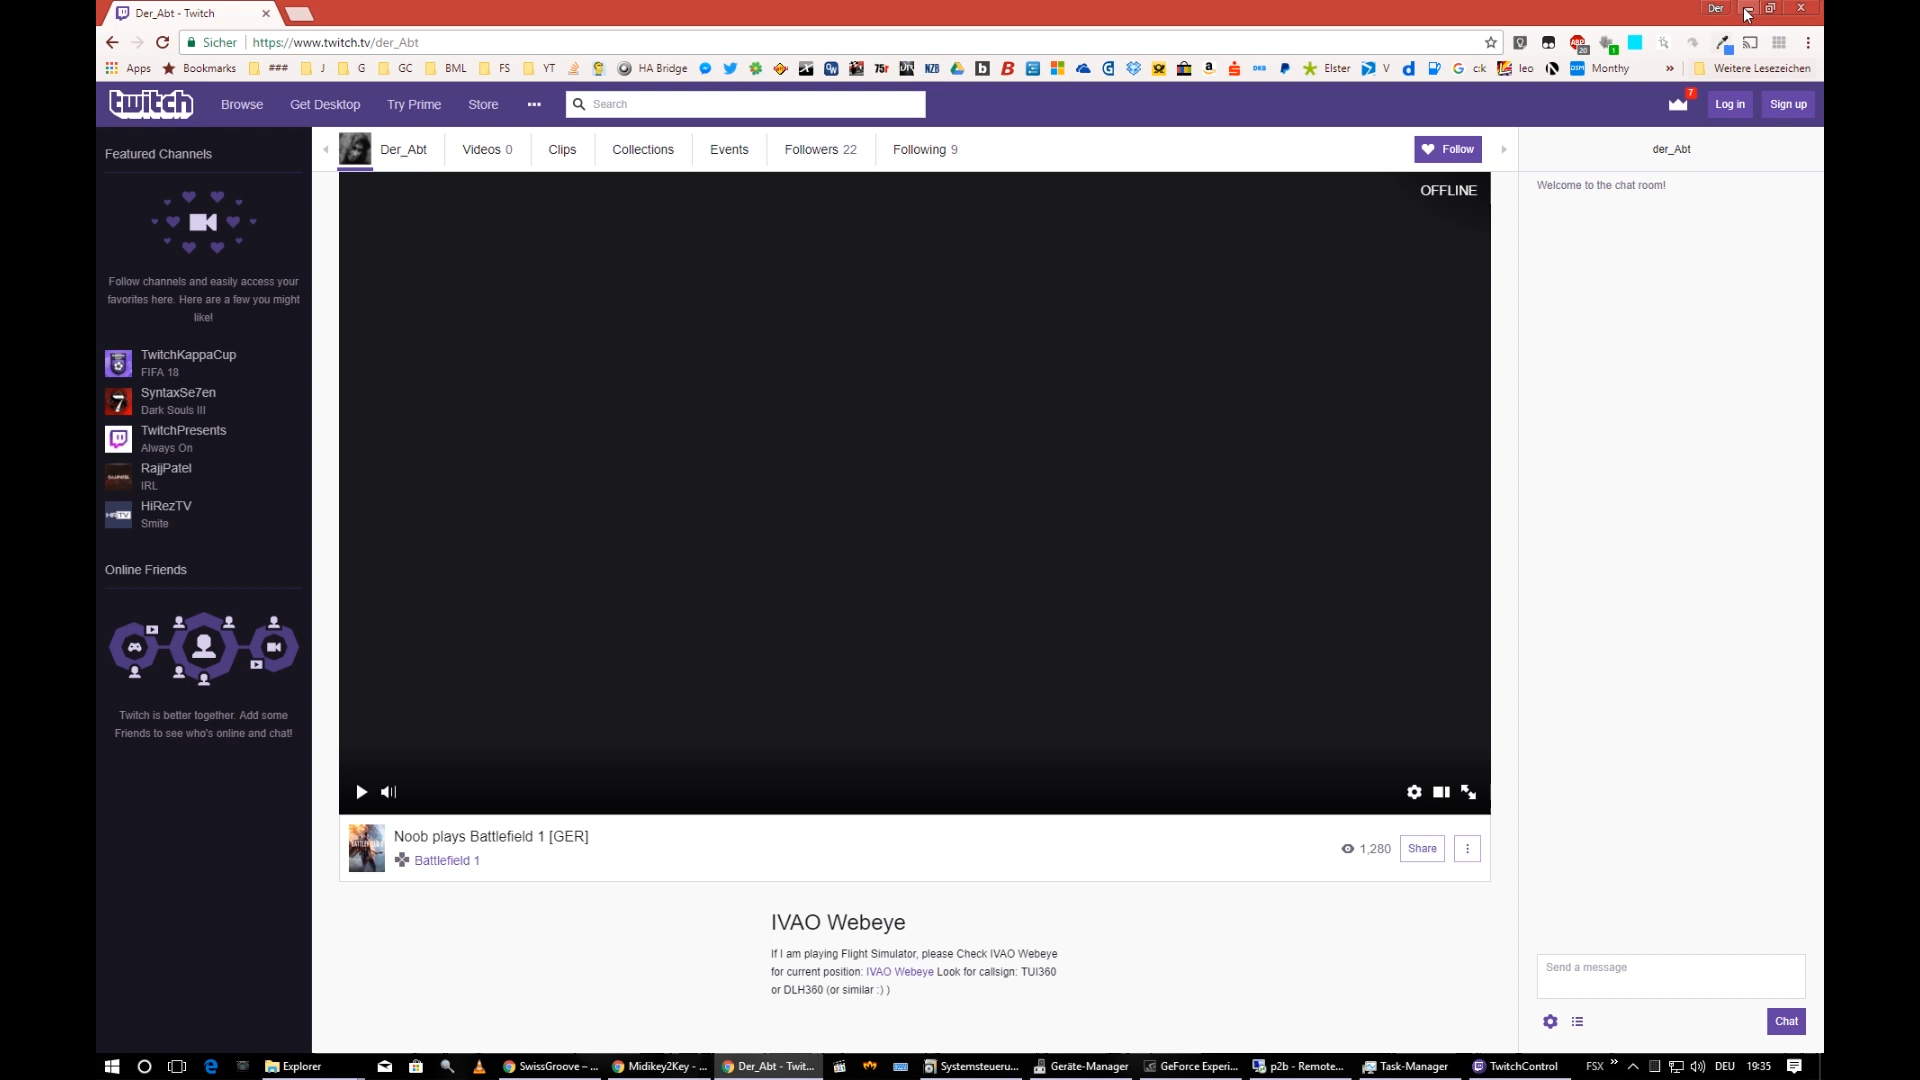 Der_Abt - Twitch
Der
Sicher
https://www.twitch.tv/der_Abt
Apps
Bookmarks
###
J
G
GC
BML
FS
YT
HA Bridge
75r
NZB
DKB
Elster
V
leo
DSM
Monthy
»
Weitere Lesezeichen
twitch
Browse
Get Desktop
Try Prime
Store
Search
7
Log in
Sign up
Featured Channels
Der_Abt
Videos 0
Clips
Collections
Events
Followers 22
Following 9
Follow
der_Abt
OFFLINE
Welcome to the chat room!
Follow channels and easily access your
favorites here. Here are a few you might
like!
TwitchKappaCup
FIFA 18
SyntaxSe7en
Dark Souls III
TwitchPresents
Always On
RajjPatel
IRL
HiRezTV
Smite
Online Friends
Twitch is better together. Add some
Friends to see who's online and chat!
Noob plays Battlefield 1 [GER]
Battlefield 1
1,280
Share
IVAO Webeye
If I am playing Flight Simulator, please Check IVAO Webeye
for current position: IVAO Webeye Look for callsign: TUI360
or DLH360 (or similar :) )
Send a message
Chat
Explorer
SwissGroove – ...
Midikey2Key - ...
Der_Abt - Twit...
Systemsteueru...
Geräte-Manager
GeForce Experi...
p2b - Remote...
Task-Manager
TwitchControl
FSX
»
DEU
19:35